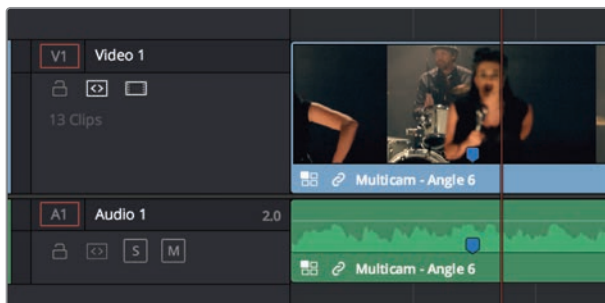 V1 Video 1
13 Clips
Multicam - Angle 6
A1 Audio 1 2.0
S M
Multicam - Angle 6